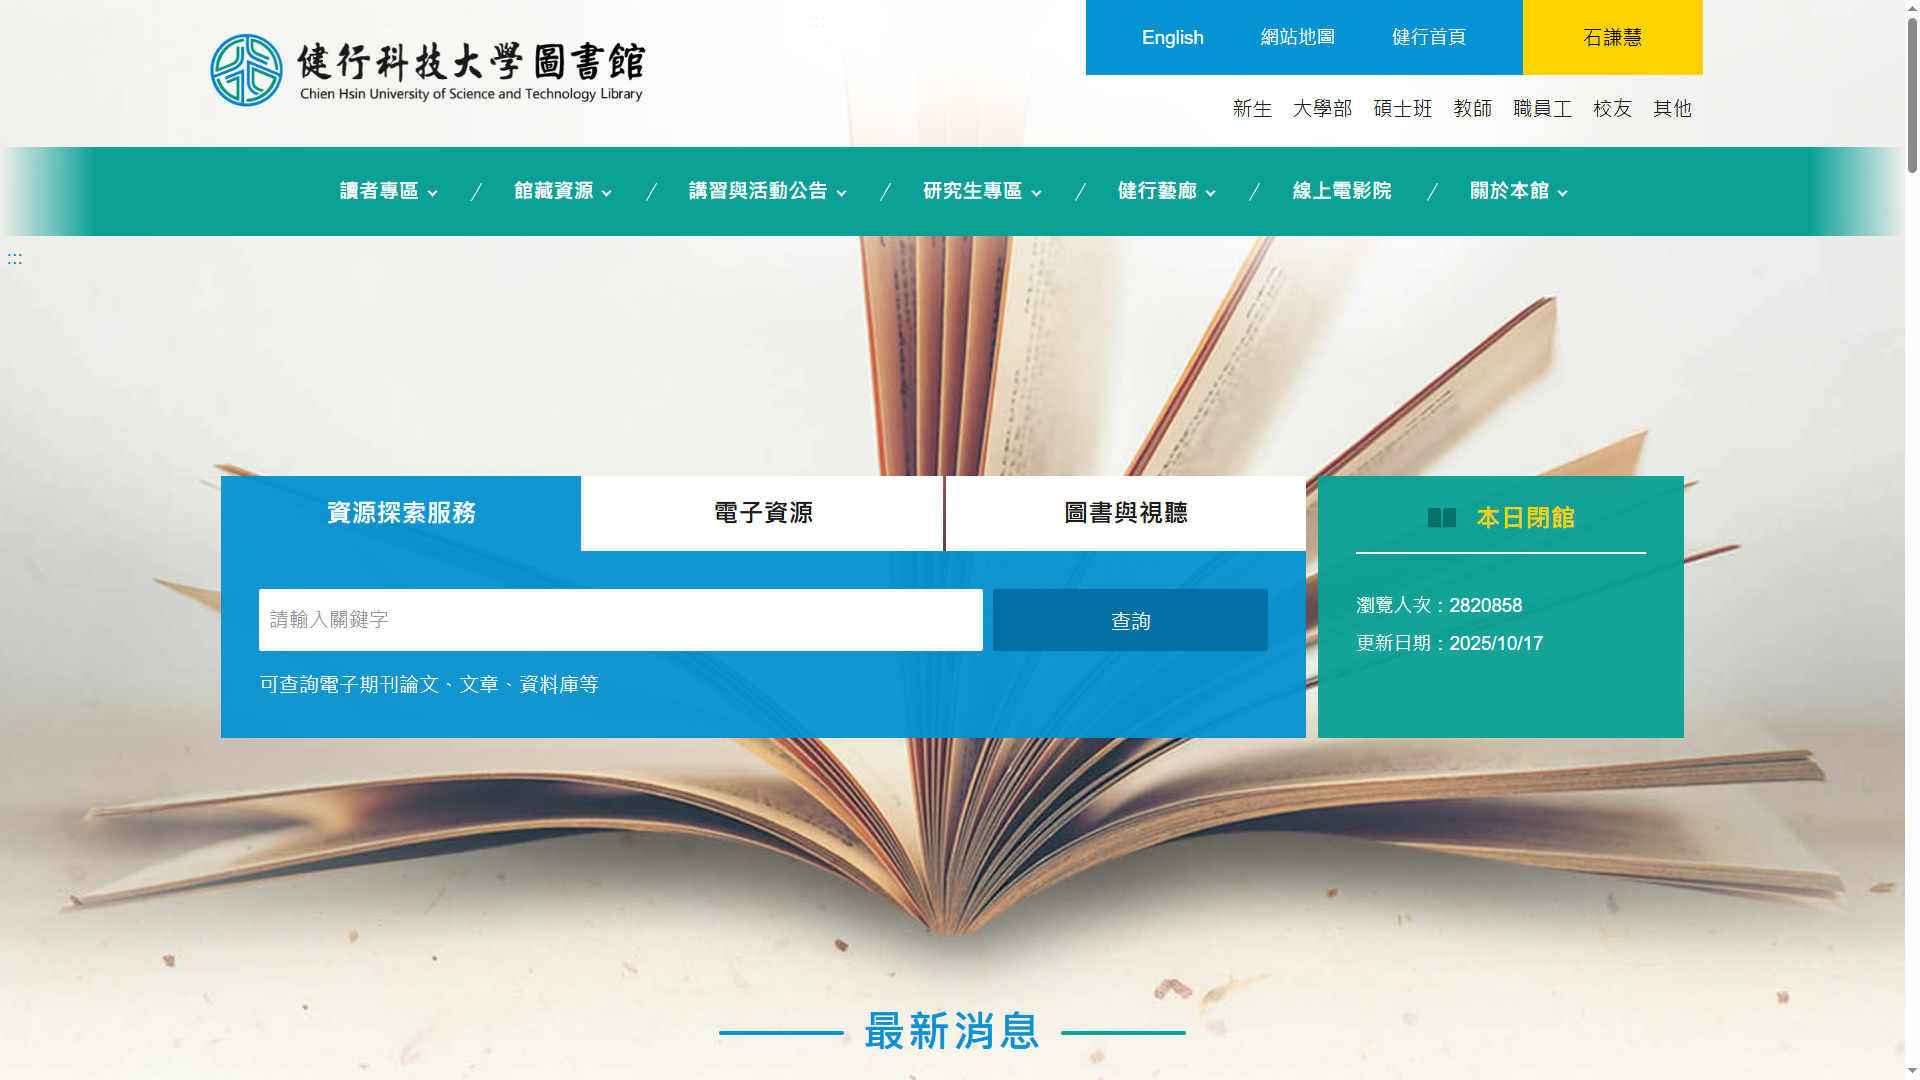 健行科技大學圖書館
Chien Hsin University of Science and Technology Library
:::
English 網站地圖 健行首頁 石謙慧
新生 大學部 碩士班 教師 職員工 校友 其他
讀者專區 / 館藏資源 / 講習與活動公告 / 研究生專區 / 健行藝廊 / 線上電影院 / 關於本館
:::
資源探索服務 電子資源 圖書與視聽
請輸入關鍵字 查詢
可查詢電子期刊論文、文章、資料庫等
本日閉館
瀏覽人次：2820858
更新日期：2025/10/17
最新消息